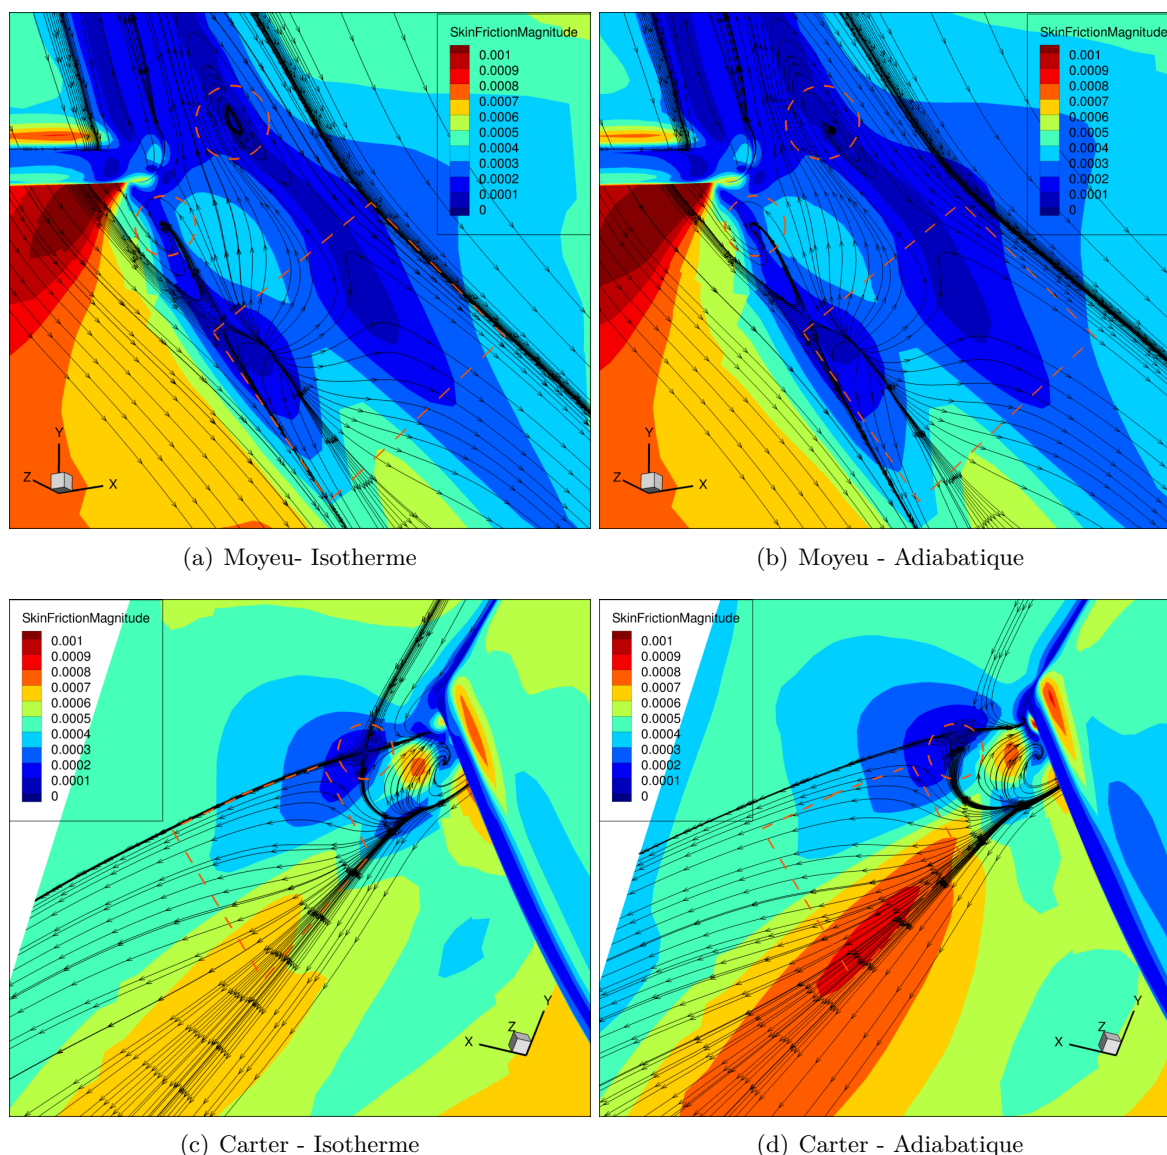 SkinFrictionMagnitude
0.001
0.0009
0.0008
0.0007
0.0006
0.0005
0.0004
0.0003
0.0002
0.0001
0
Y
Z
X
SkinFrictionMagnitude
0.001
0.0009
0.0008
0.0007
0.0006
0.0005
0.0004
0.0003
0.0002
0.0001
0
Y
Z
X
(a) Moyeu- Isotherme
(b) Moyeu - Adiabatique
SkinFrictionMagnitude
0.001
0.0009
0.0008
0.0007
0.0006
0.0005
0.0004
0.0003
0.0002
0.0001
0
Y
Z
X
SkinFrictionMagnitude
0.001
0.0009
0.0008
0.0007
0.0006
0.0005
0.0004
0.0003
0.0002
0.0001
0
Y
Z
X
(c) Carter - Isotherme
(d) Carter - Adiabatique